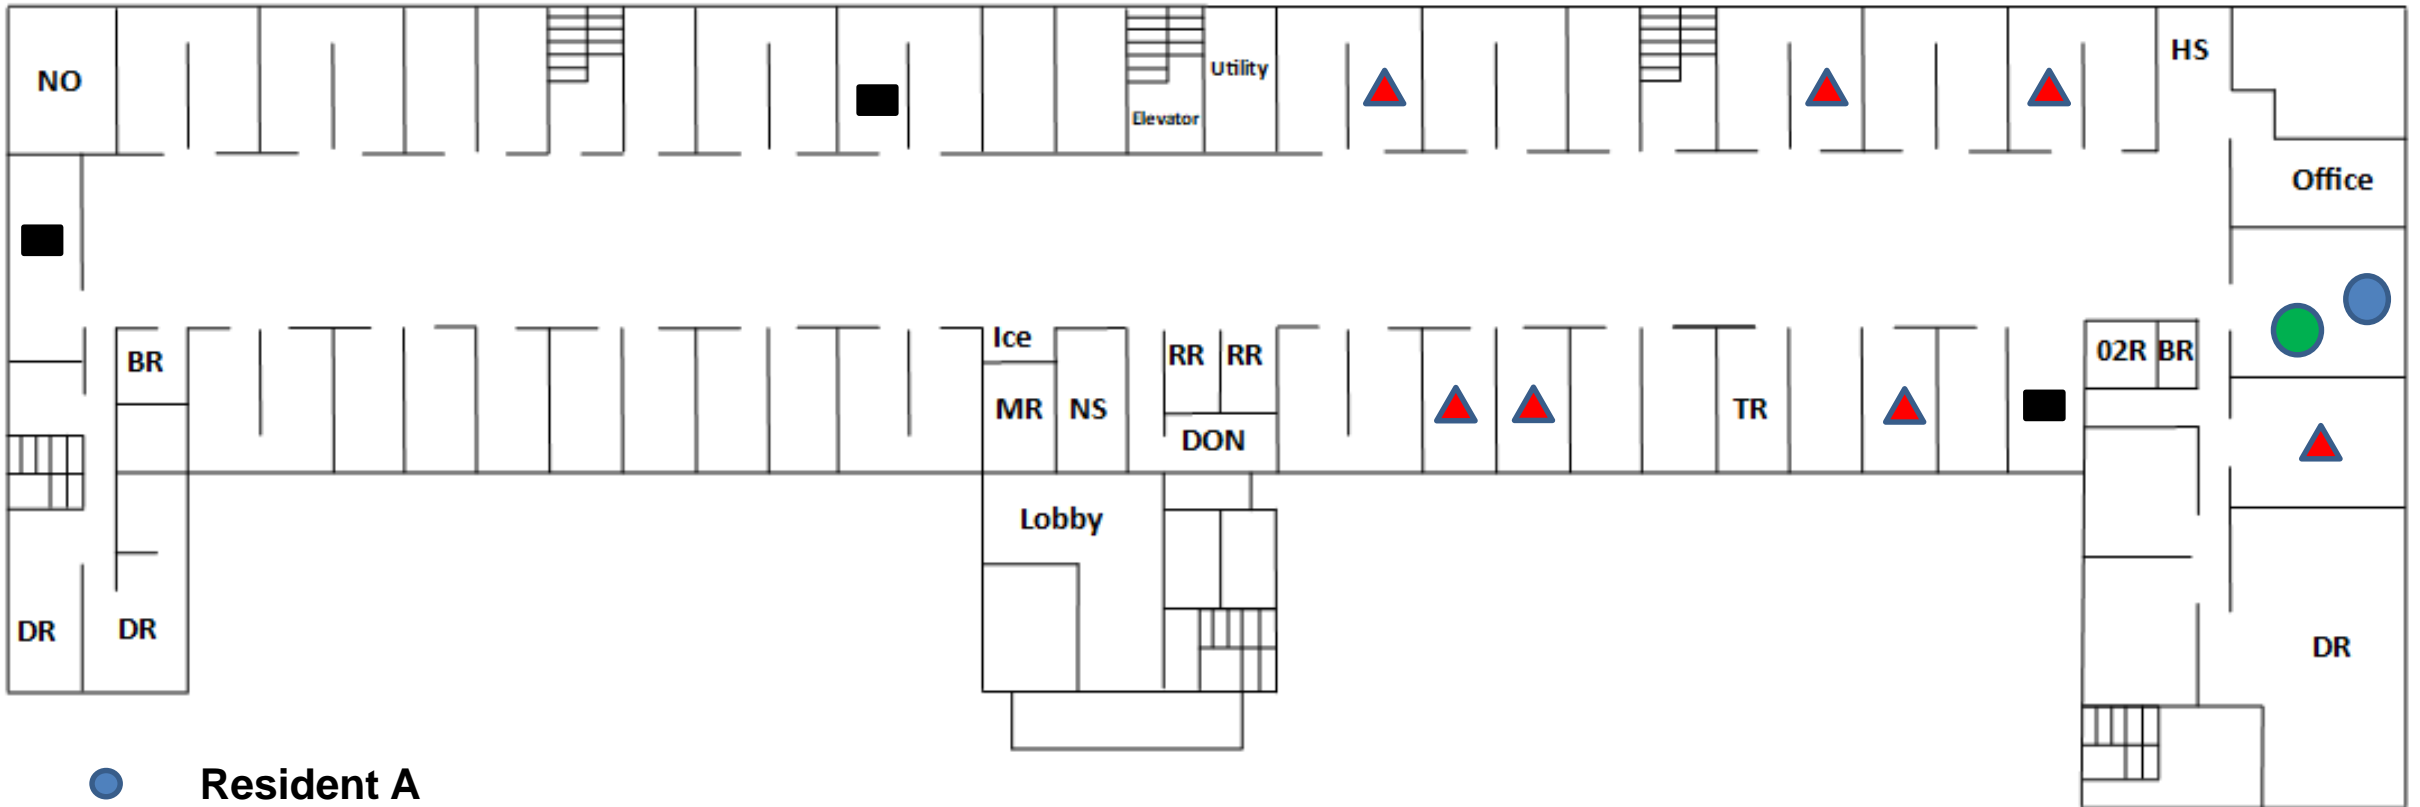 NO
HS
Utility
Elevator
Office
Ice
BR
RR RR
02R BR
MR NS
TR
DON
Lobby
DR
DR
DR
Resident A